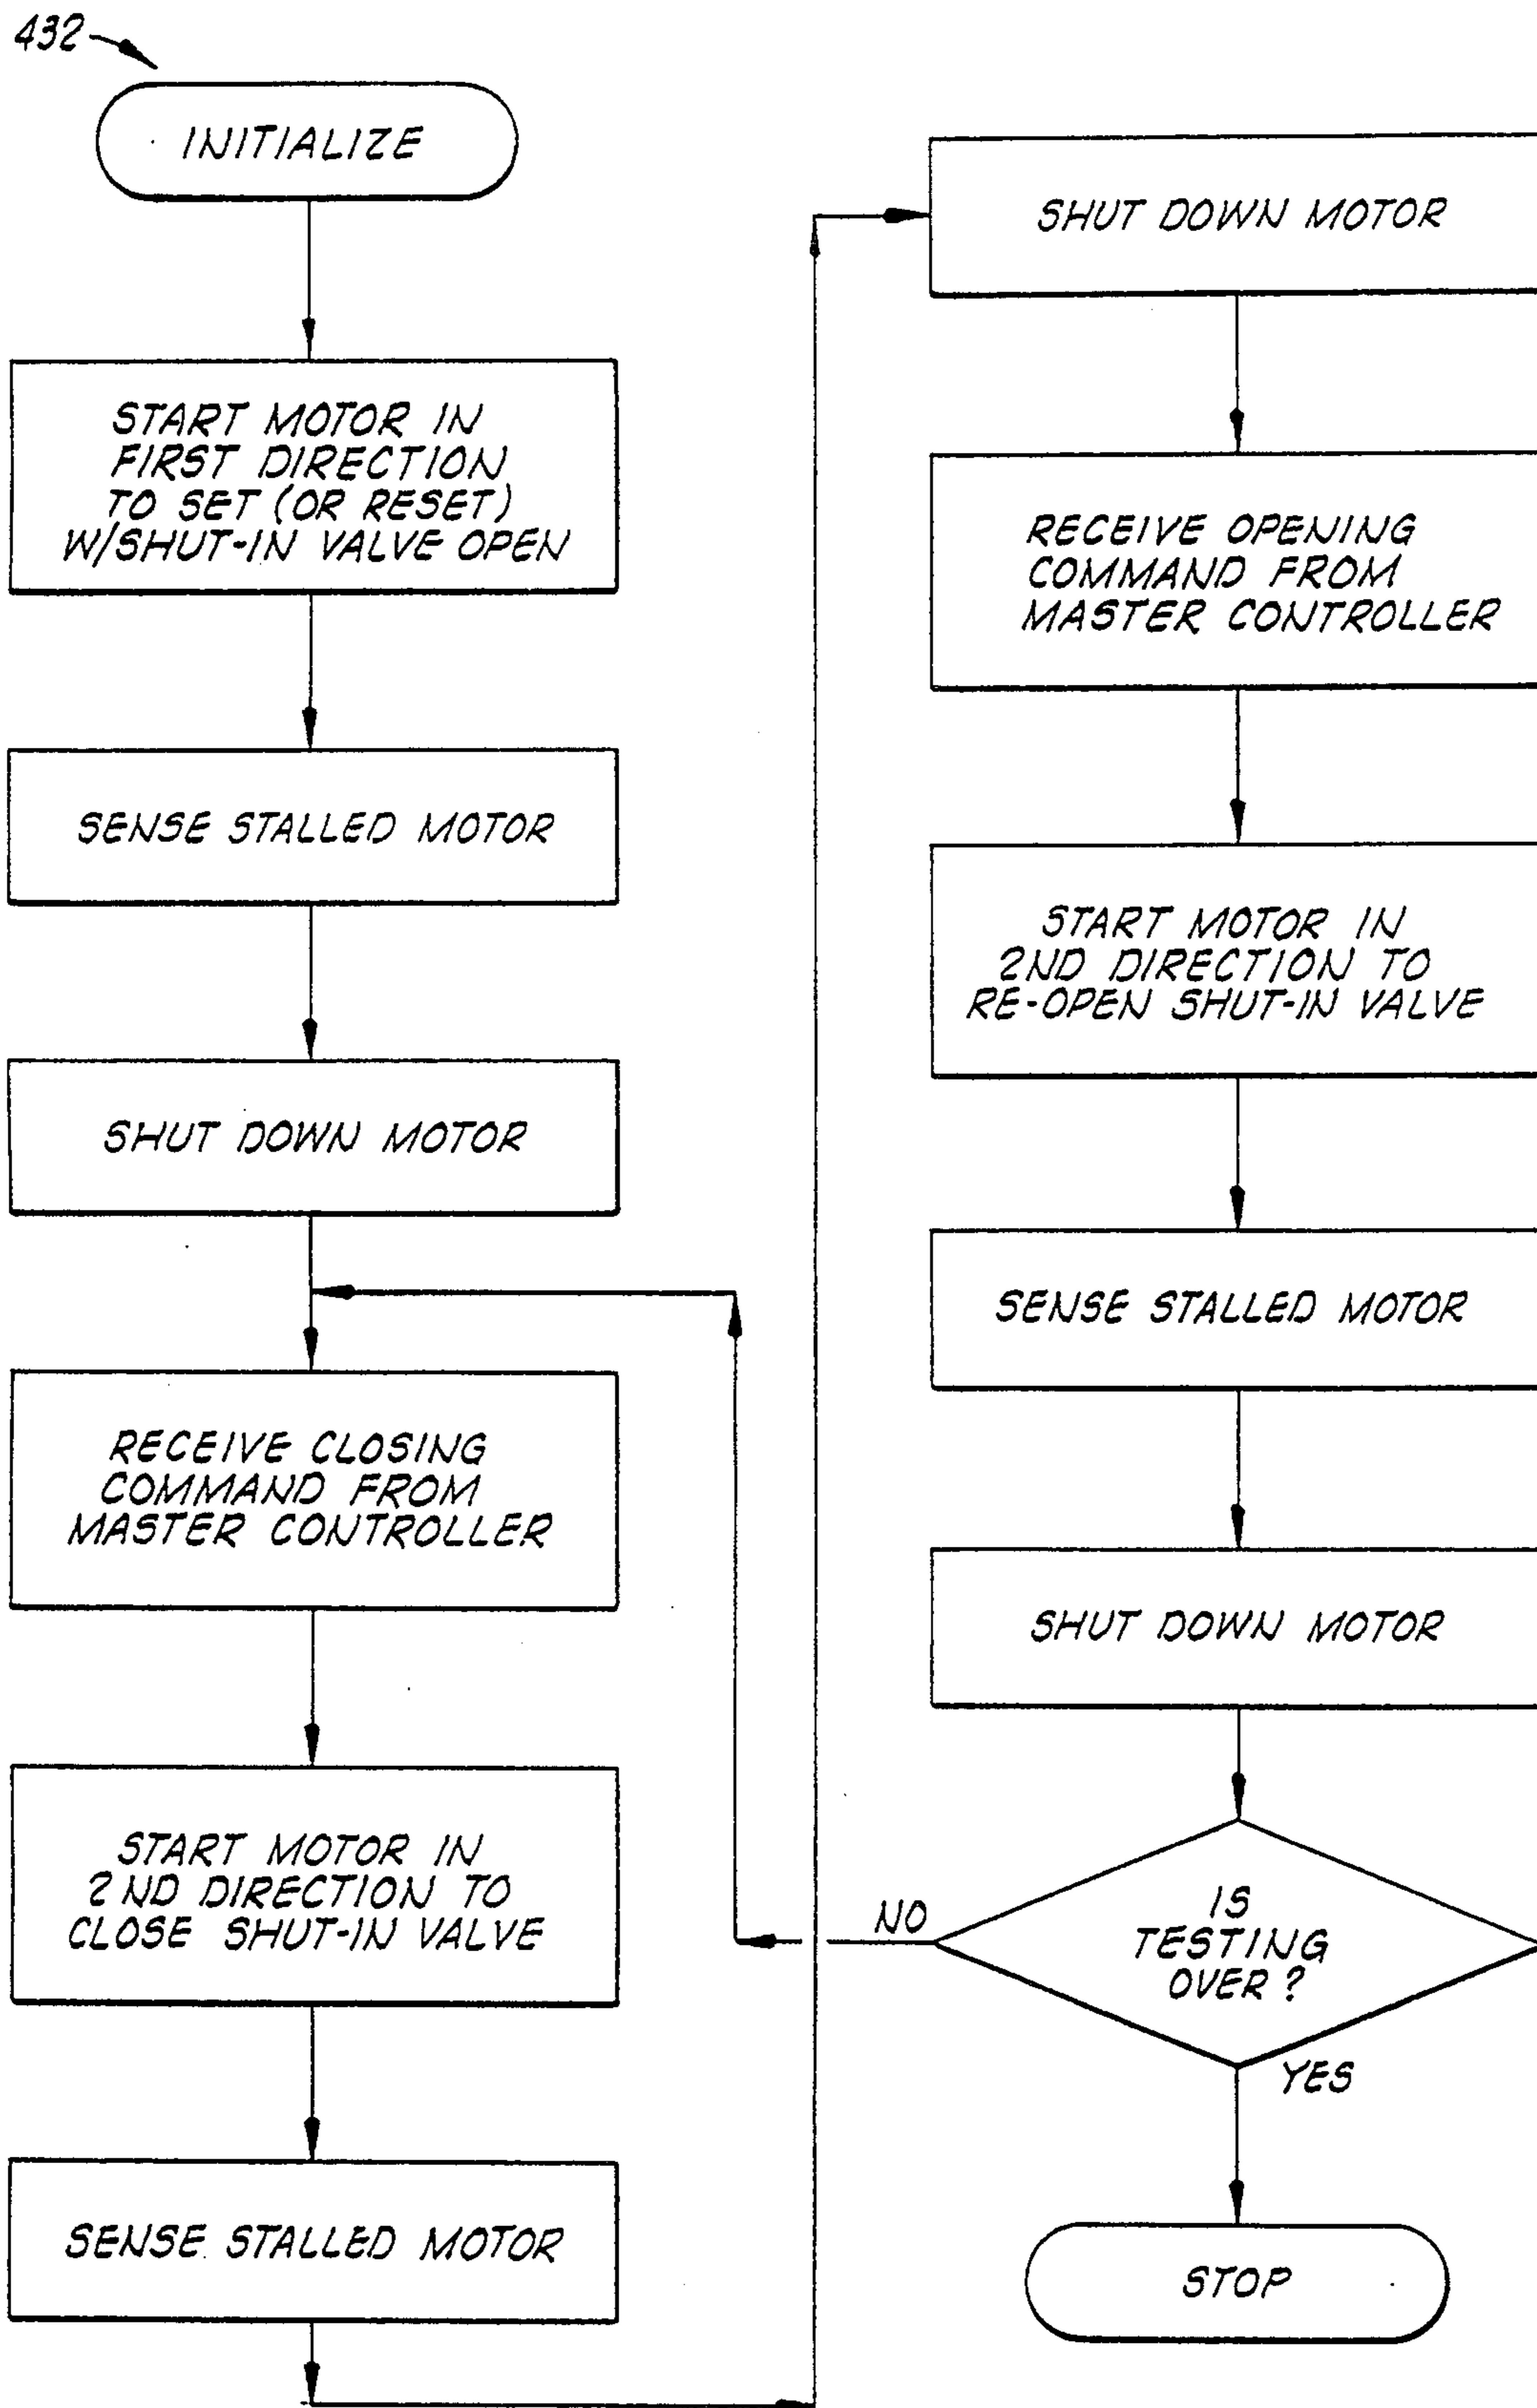 432
INITIALIZE
START MOTOR IN
FIRST DIRECTION
TO SET (OR RESET)
W/SHUT-IN VALVE OPEN
SENSE STALLED MOTOR
SHUT DOWN MOTOR
RECEIVE CLOSING
COMMAND FROM
MASTER CONTROLLER
START MOTOR IN
2ND DIRECTION TO
CLOSE SHUT-IN VALVE
SENSE STALLED MOTOR
SHUT DOWN MOTOR
RECEIVE OPENING
COMMAND FROM
MASTER CONTROLLER
START MOTOR IN
2ND DIRECTION TO
RE-OPEN SHUT-IN VALVE
SENSE STALLED MOTOR
SHUT DOWN MOTOR
IS
TESTING
OVER?
NO
YES
STOP